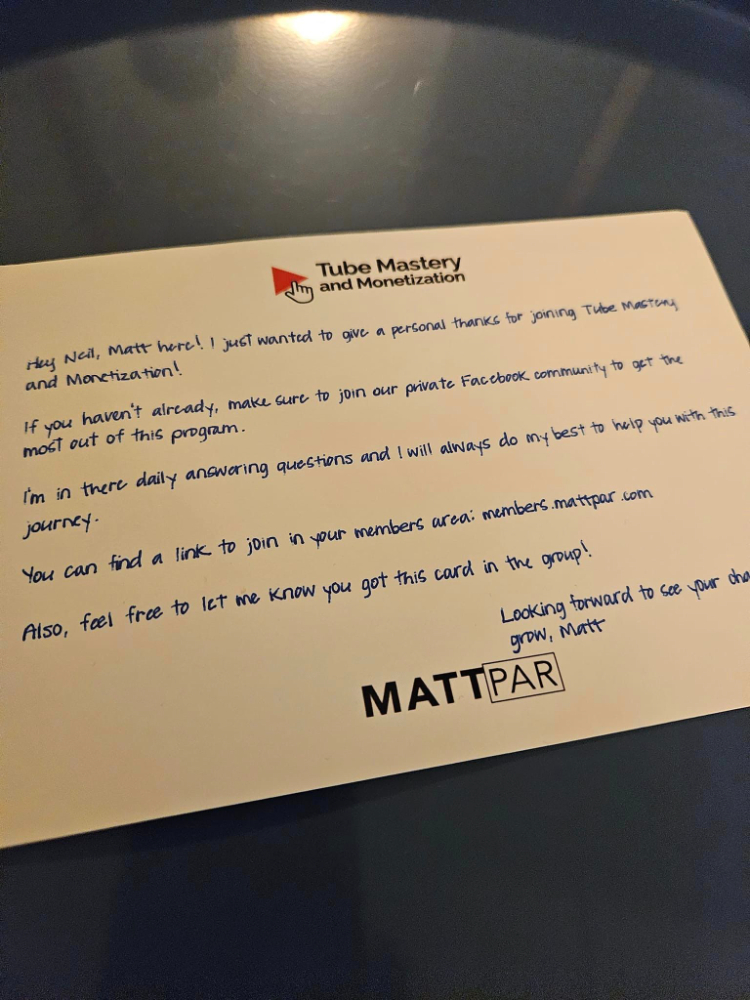 Tube Mastery
and Monetization
Hey Neil, Matt here! I just wanted to give a personal thanks for joining Tube Mastery
and Monetization!
If you haven't already, make sure to join our private Facebook community to get the
most out of this program.
I'm in there daily answering questions and I will always do my best to help you with this
journey.
You can find a link to join in your members area: members.mattpar.com
Also, feel free to let me know you got this card in the group!
Looking forward to see your cha
grow, Matt
MATT PAR